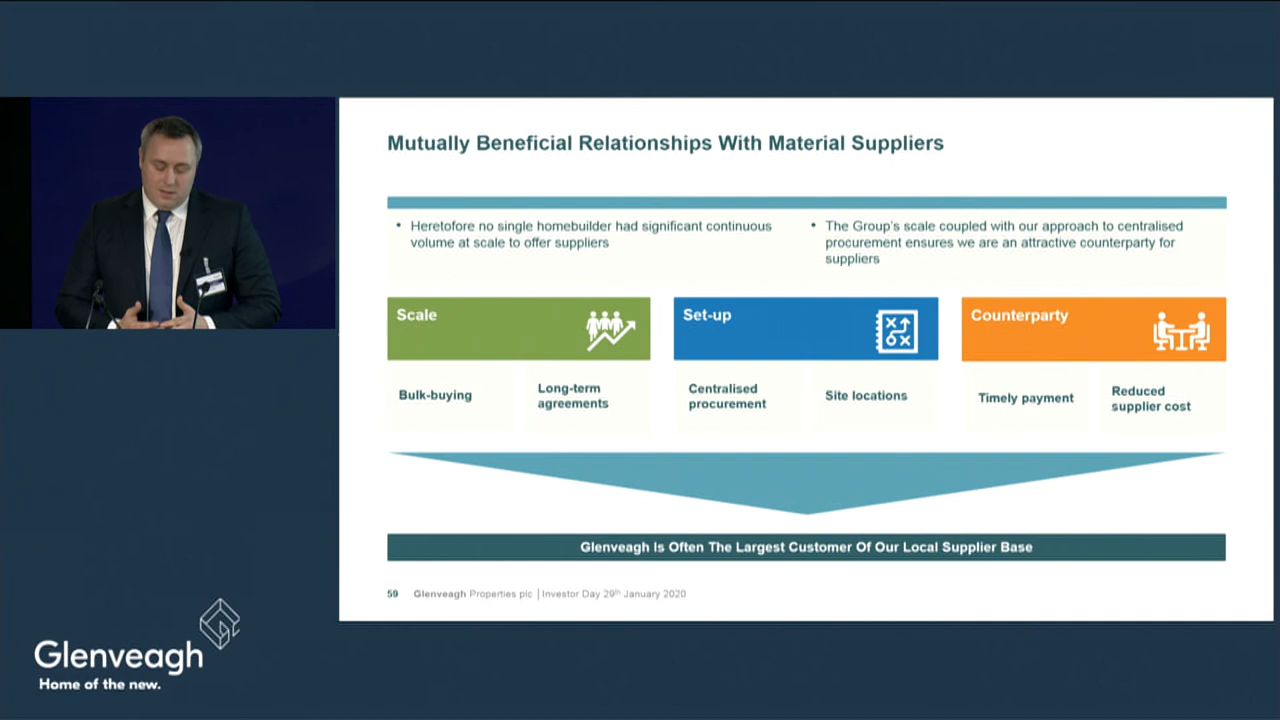 Mutually Beneficial Relationships With Material Suppliers
• Heretofore no single homebuilder had significant continuous
volume at scale to offer suppliers
• The Group's scale coupled with our approach to centralised
procurement ensures we are an attractive counterparty for
suppliers
Scale
Set-up
Counterparty
Bulk-buying
Long-term
agreements
Centralised
procurement
Site locations
Timely payment
Reduced
supplier cost
Glenveagh Is Often The Largest Customer Of Our Local Supplier Base
59 Glenveagh Properties plc | Investor Day 29th January 2020
Glenveagh
Home of the new.